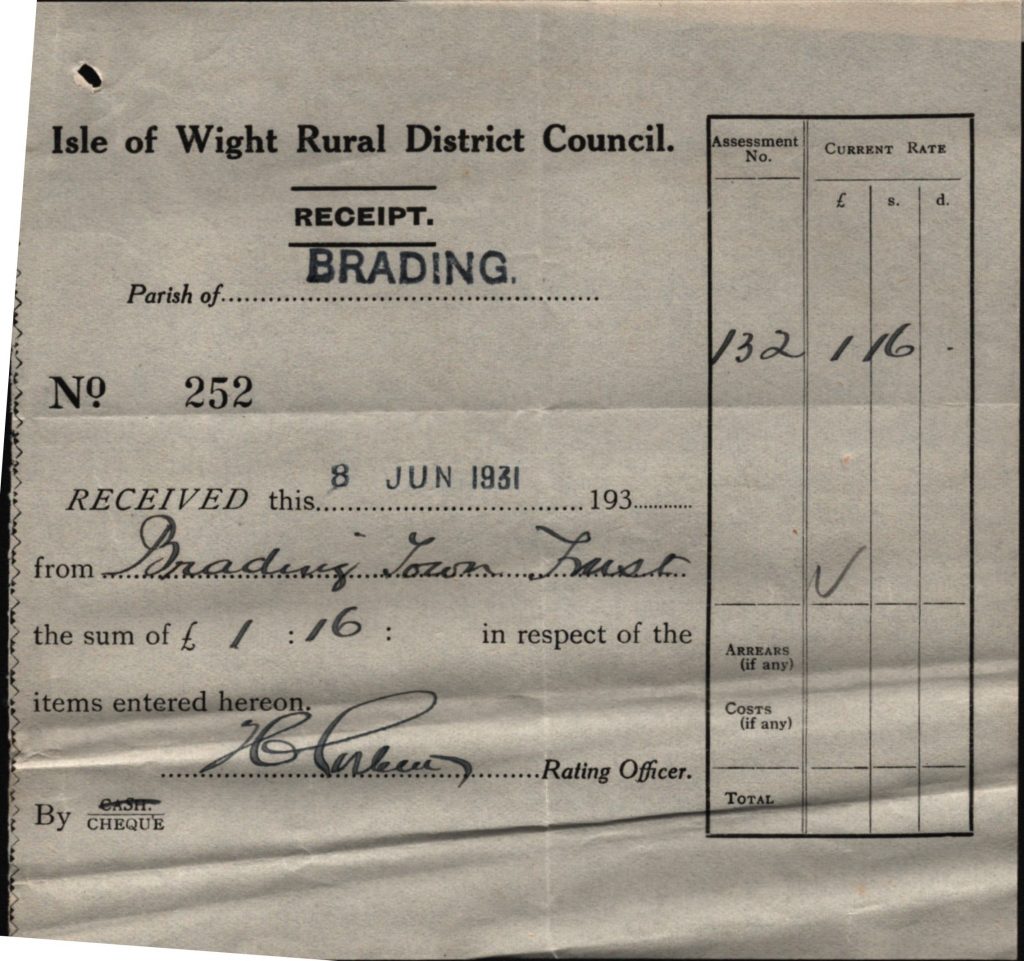 Isle of Wight Rural District Council.
RECEIPT.
Parish of BRADING.
No 252
RECEIVED this 8 JUN 1931 193
from Brading Town Trust
the sum of £ 1 : 16 : in respect of the
items entered hereon.
Rating Officer.
By CASH.
CHEQUE
Assessment No. CURRENT RATE
£ s. d.
132 1 16 .
ARREARS
(if any)
COSTS
(if any)
TOTAL